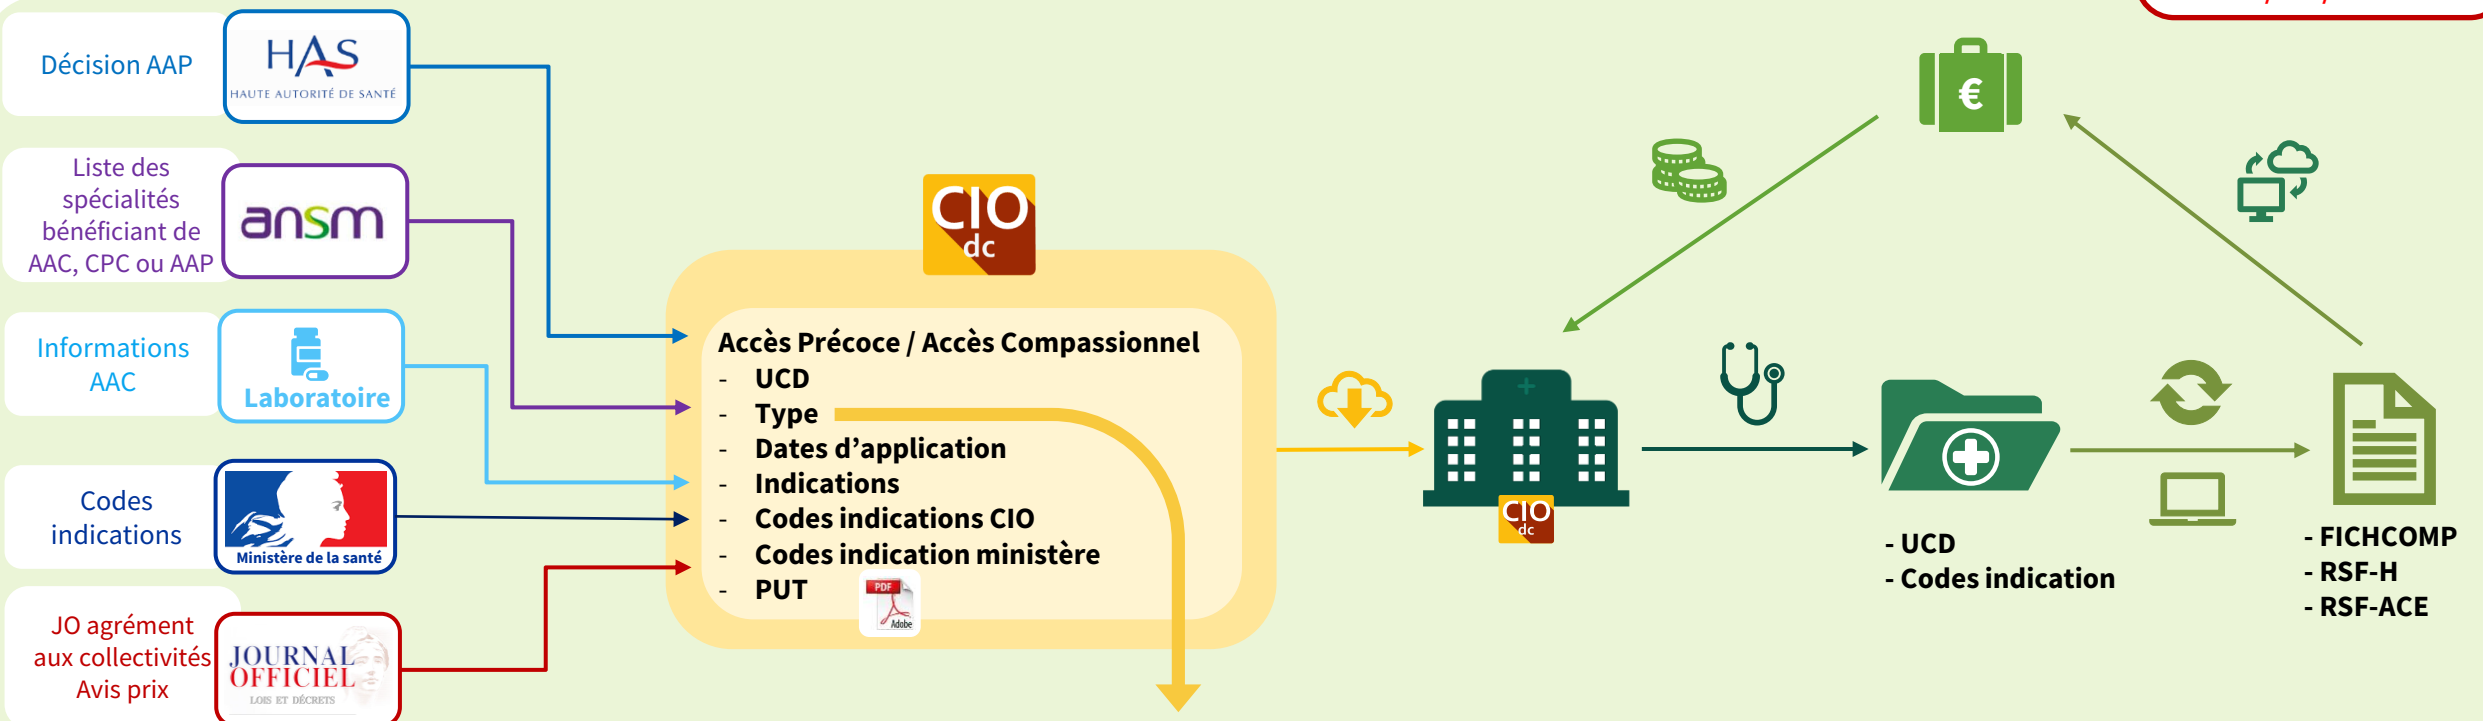 Décision AAP
HAS
HAUTE AUTORITÉ DE SANTÉ
Liste des
spécialités
bénéficiant de
AAC, CPC ou AAP
ansm
Informations
AAC
Laboratoire
Codes
indications
Ministère de la santé
JO agrément
aux collectivités
Avis prix
JOURNAL
OFFICIEL
LOIS ET DÉCRETS
CIO
dc
Accès Précoce / Accès Compassionnel
- UCD
- Type
- Dates d’application
- Indications
- Codes indications CIO
- Codes indication ministère
- PUT
PDF
Adobe
CIO
dc
€
- UCD
- Codes indication
- FICHCOMP
- RSF-H
- RSF-ACE